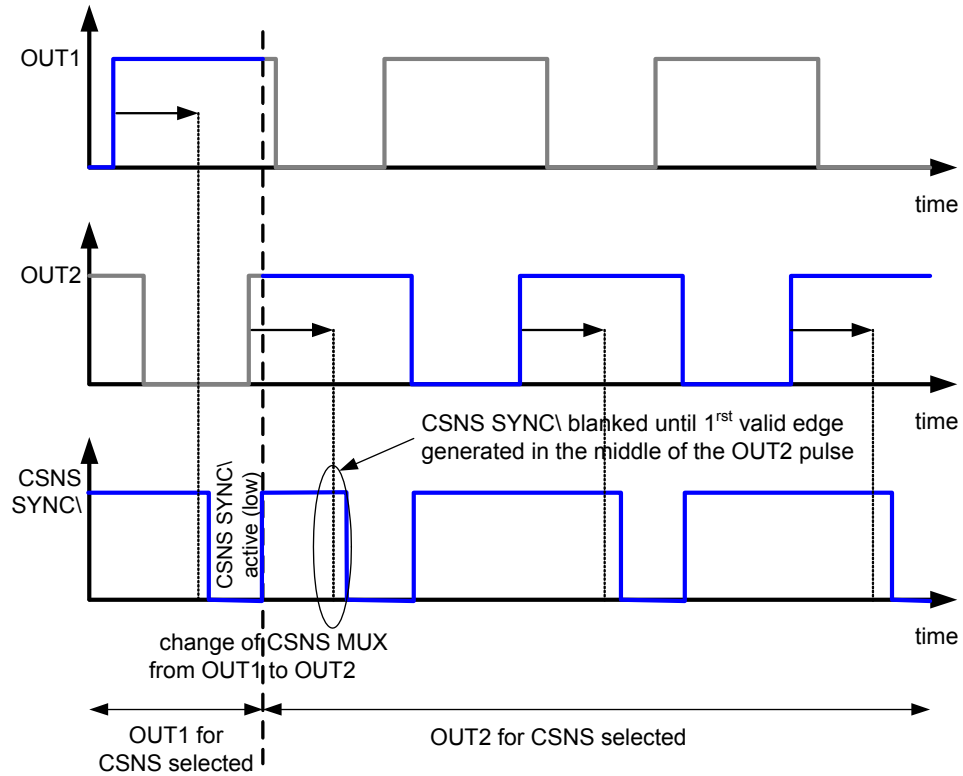 OUT1
time
OUT2
time
CSNS SYNC\ blanked until 1rst valid edge
generated in the middle of the OUT2 pulse
CSNS
SYNC\
CSNS SYNC\
active (low)
time
change of CSNS MUX
from OUT1 to OUT2
OUT1 for
CSNS selected
OUT2 for CSNS selected